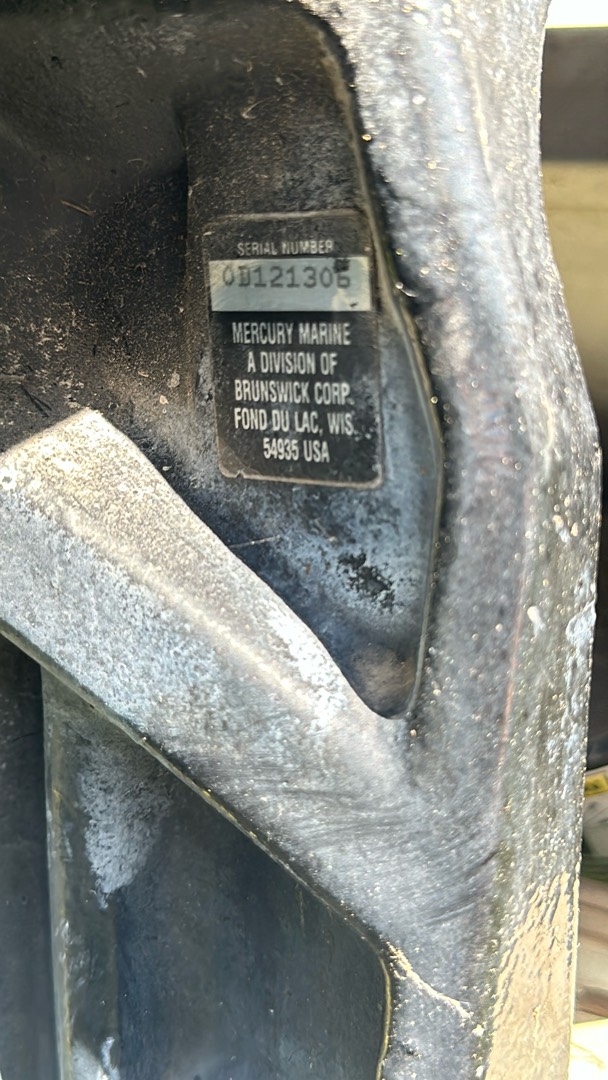 SERIAL NUMBER
0D121306
MERCURY MARINE
A DIVISION OF
BRUNSWICK CORP.
FOND DU LAC, WIS.
54935 USA